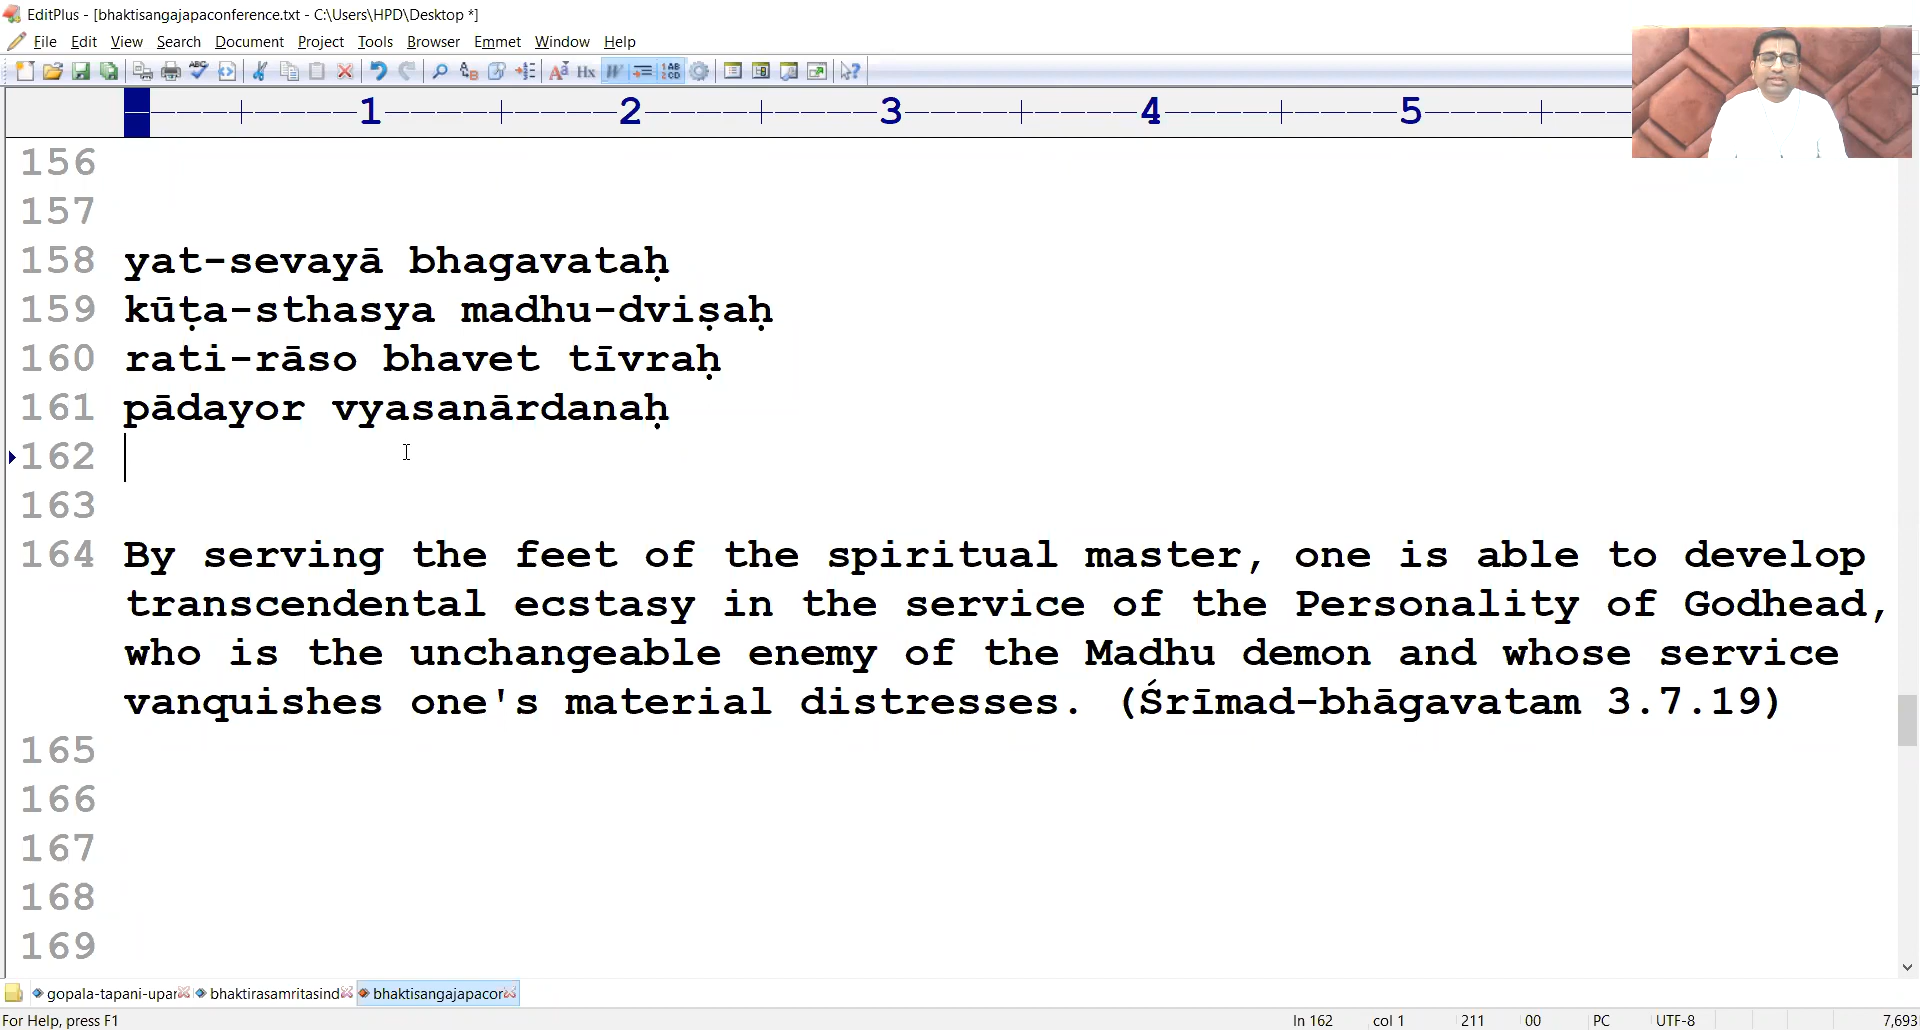 EditPlus - [bhaktisangajapaconference.txt - C:\Users\HPD\Desktop *]
File Edit View Search Document Project Tools Browser Emmet Window Help
1 2 3 4 5
156
157
158 yat-sevayā bhagavataḥ
159 kūṭa-sthasya madhu-dviṣaḥ
160 rati-rāso bhavet tīvraḥ
161 pādayor vyasanārdanaḥ
162
163
164 By serving the feet of the spiritual master, one is able to develop
transcendental ecstasy in the service of the Personality of Godhead,
who is the unchangeable enemy of the Madhu demon and whose service
vanquishes one's material distresses. (Śrīmad-bhāgavatam 3.7.19)
165
166
167
168
169
gopala-tapani-upar bhaktirasamritasind bhaktisangajapacor
For Help, press F1 ln 162 col 1 211 00 PC UTF-8 7,693